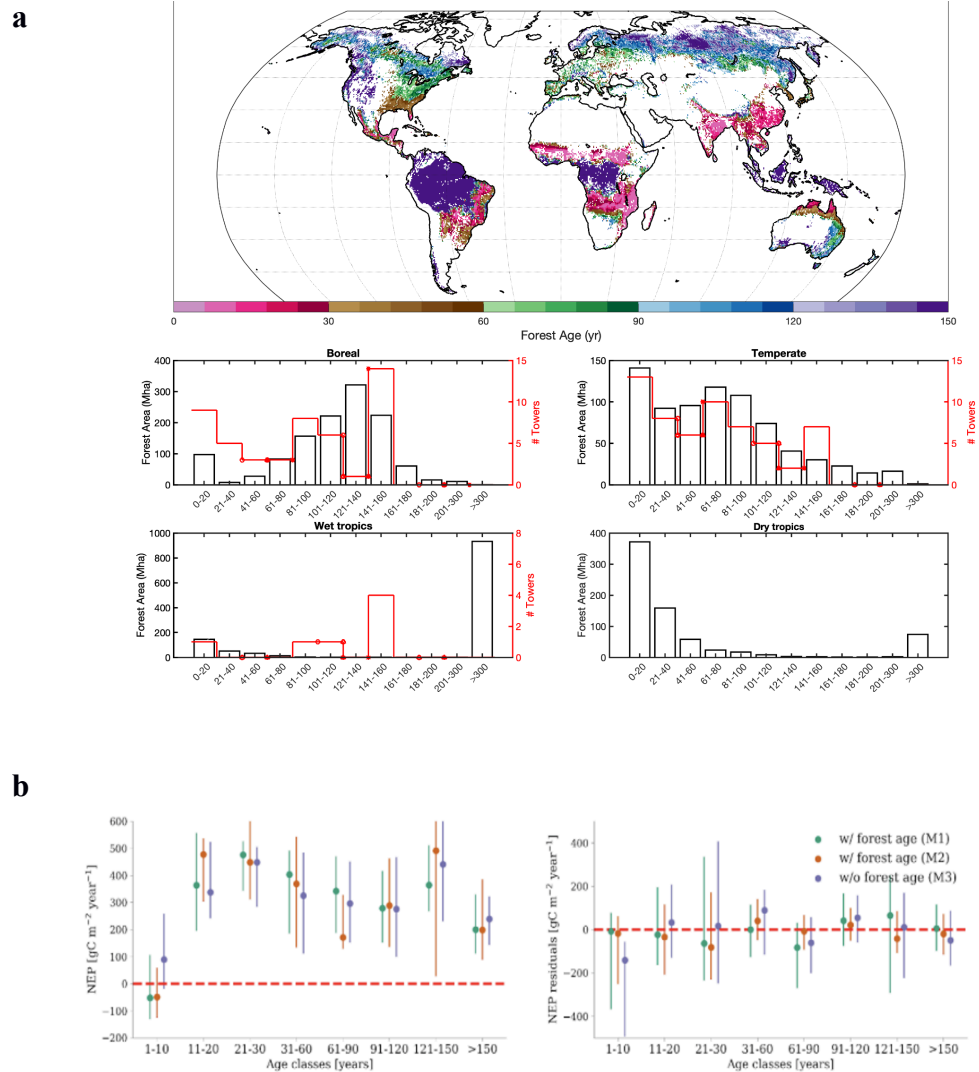 a
0 30 60 90 120 150
Forest Age (yr)
Boreal
Forest Area (Mha)
400
300
200
100
0
15
10
5
0
# Towers
0-20 21-40 41-60 61-80 81-100 101-120 121-140 141-160 161-180 181-200 201-300 >300
Temperate
Forest Area (Mha)
150
100
50
0
15
10
5
0
# Towers
0-20 21-40 41-60 61-80 81-100 101-120 121-140 141-160 161-180 181-200 201-300 >300
Wet tropics
Forest Area (Mha)
1000
800
600
400
200
0
8
6
4
2
0
# Towers
0-20 21-40 41-60 61-80 81-100 101-120 121-140 141-160 161-180 181-200 201-300 >300
Dry tropics
Forest Area (Mha)
400
300
200
100
0
0-20 21-40 41-60 61-80 81-100 101-120 121-140 141-160 161-180 181-200 201-300 >300
b
NEP [gC m⁻² year⁻¹]
600
500
400
300
200
100
0
−100
−200
1-10 11-20 21-30 31-60 61-90 91-120 121-150 >150
Age classes [years]
NEP residuals [gC m⁻² year⁻¹]
400
200
0
−200
−400
w/ forest age (M1)
w/ forest age (M2)
w/o forest age (M3)
1-10 11-20 21-30 31-60 61-90 91-120 121-150 >150
Age classes [years]